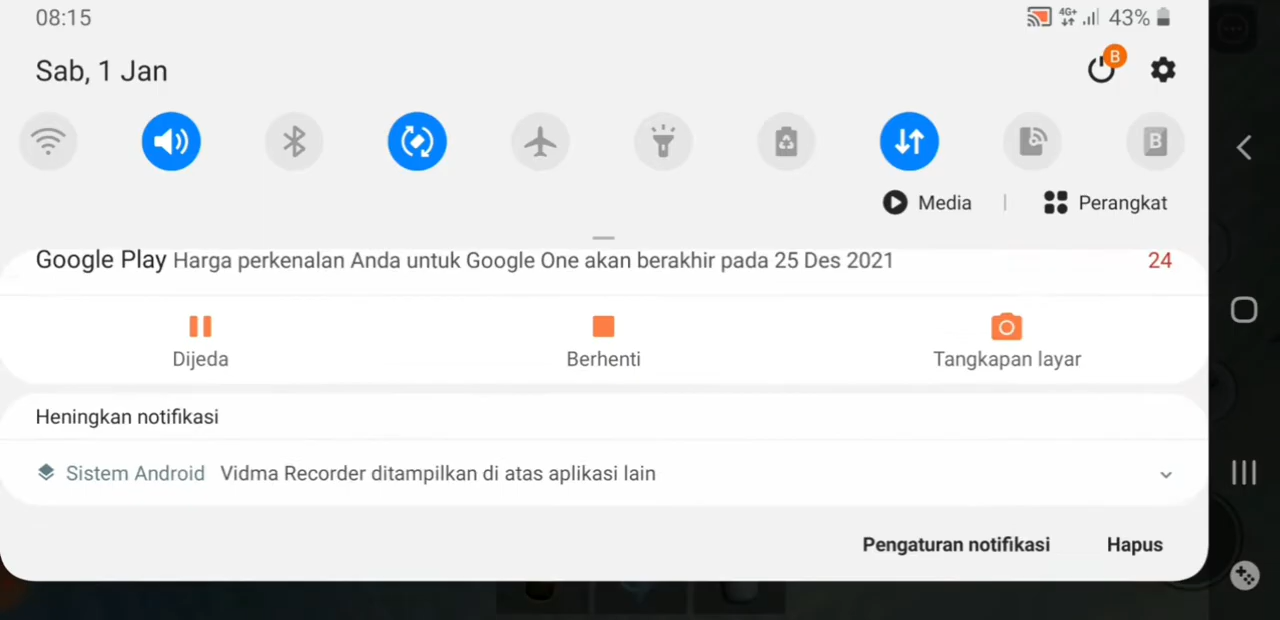 08:15
4G+ 43%
Sab, 1 Jan
B
B
Media | Perangkat
Google Play Harga perkenalan Anda untuk Google One akan berakhir pada 25 Des 2021 24
Dijeda Berhenti Tangkapan layar
Heningkan notifikasi
Sistem Android Vidma Recorder ditampilkan di atas aplikasi lain
Pengaturan notifikasi Hapus